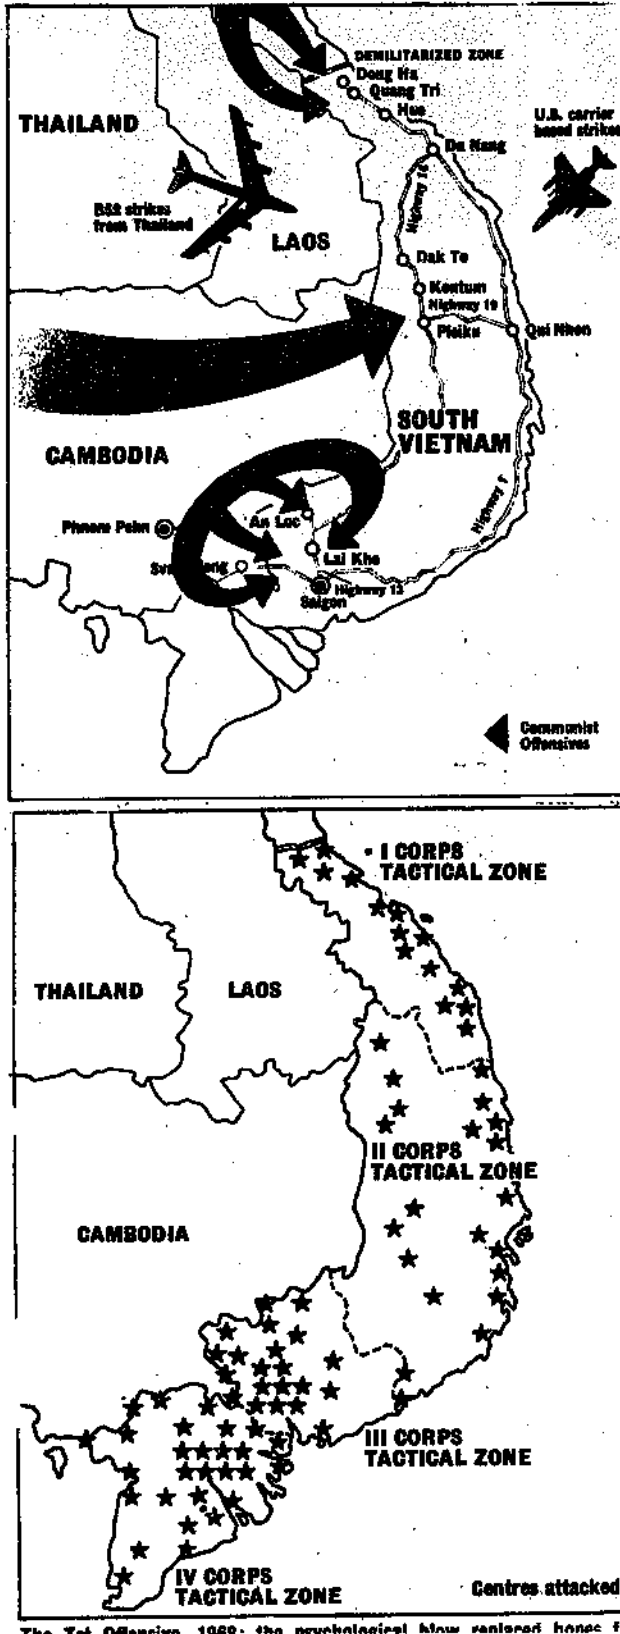 DEMILITARIZED ZONE
Dong Ha
Quang Tri
Hue
THAILAND
U.S. carrier
based strikes
Da Nang
B52 strikes
from Thailand
LAOS
Highway 14
Dak To
Kontum
Highway 19
Pleiku
Qui Nhon
SOUTH
VIETNAM
CAMBODIA
Highway 1
An Loc
Phnom Penh
Lai Khe
Highway 13
Saigon
Communist
Offensives
I CORPS
TACTICAL ZONE
THAILAND
LAOS
II CORPS
TACTICAL ZONE
CAMBODIA
III CORPS
TACTICAL ZONE
IV CORPS
TACTICAL ZONE
Centres attacked
The Tet Offensive, 1968: the psychological blow replaced hopes